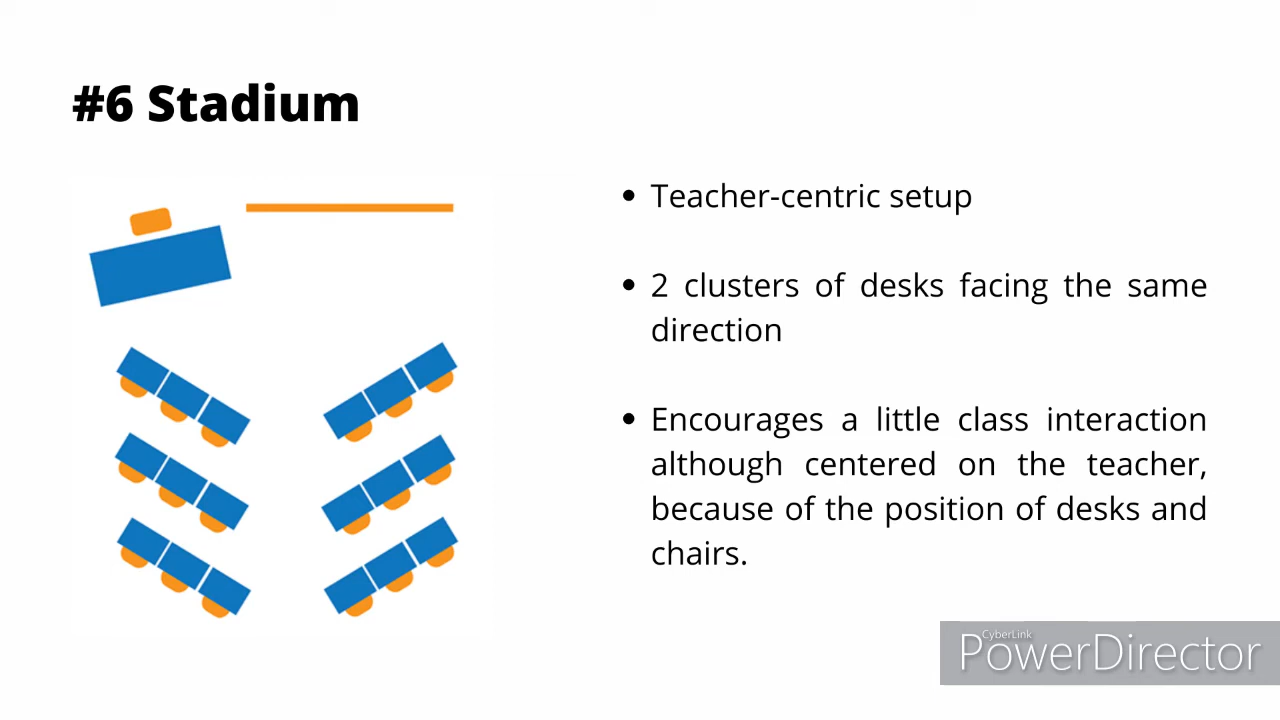 #6 Stadium
• Teacher-centric setup
• 2 clusters of desks facing the same
direction
• Encourages a little class interaction
although centered on the teacher,
because of the position of desks and
chairs.
CyberLink
PowerDirector